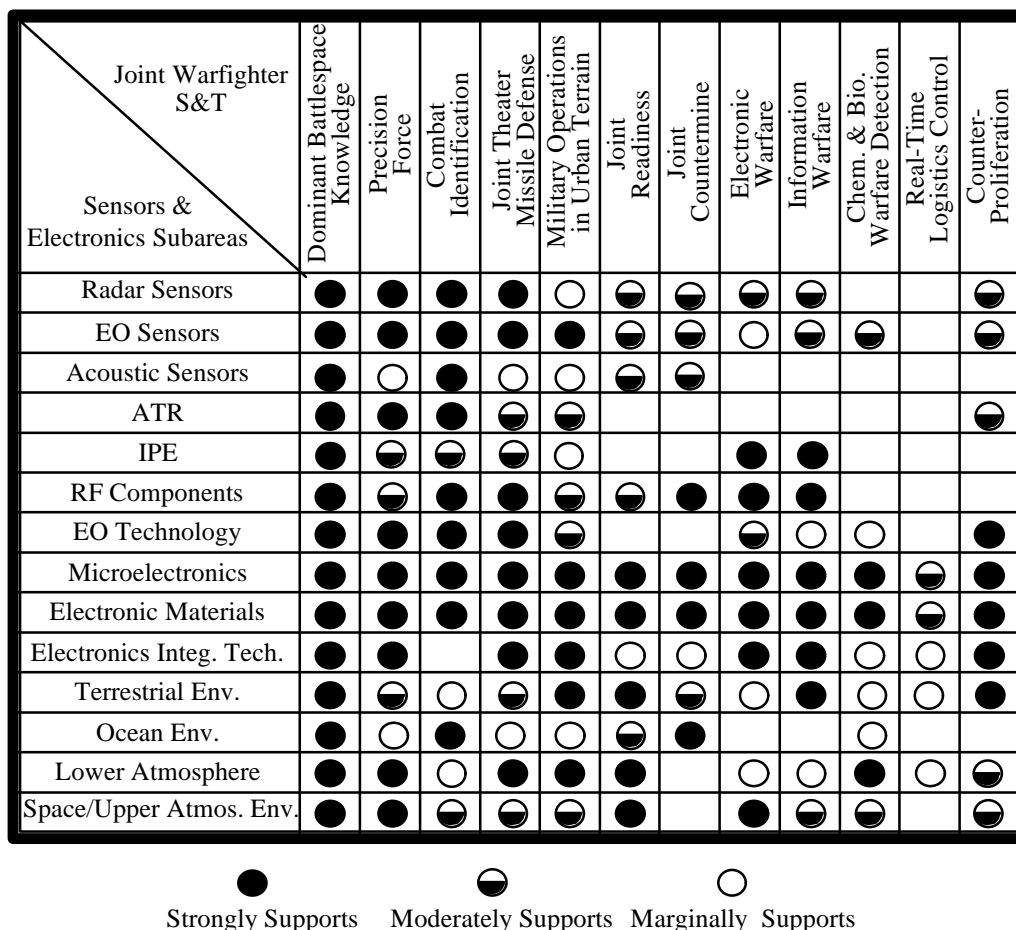 Joint Warfighter
S&T
Sensors &
Electronics Subareas
Dominant Battlespace
Knowledge
Precision
Force
Combat
Identification
Joint Theater
Missile Defense
Military Operations
in Urban Terrain
Joint
Readiness
Joint
Countermine
Electronic
Warfare
Information
Warfare
Chem. & Bio.
Warfare Detection
Real-Time
Logistics Control
Counter-
Proliferation
Radar Sensors
EO Sensors
Acoustic Sensors
ATR
IPE
RF Components
EO Technology
Microelectronics
Electronic Materials
Electronics Integ. Tech.
Terrestrial Env.
Ocean Env.
Lower Atmosphere
Space/Upper Atmos. Env.
Strongly Supports
Moderately Supports
Marginally Supports